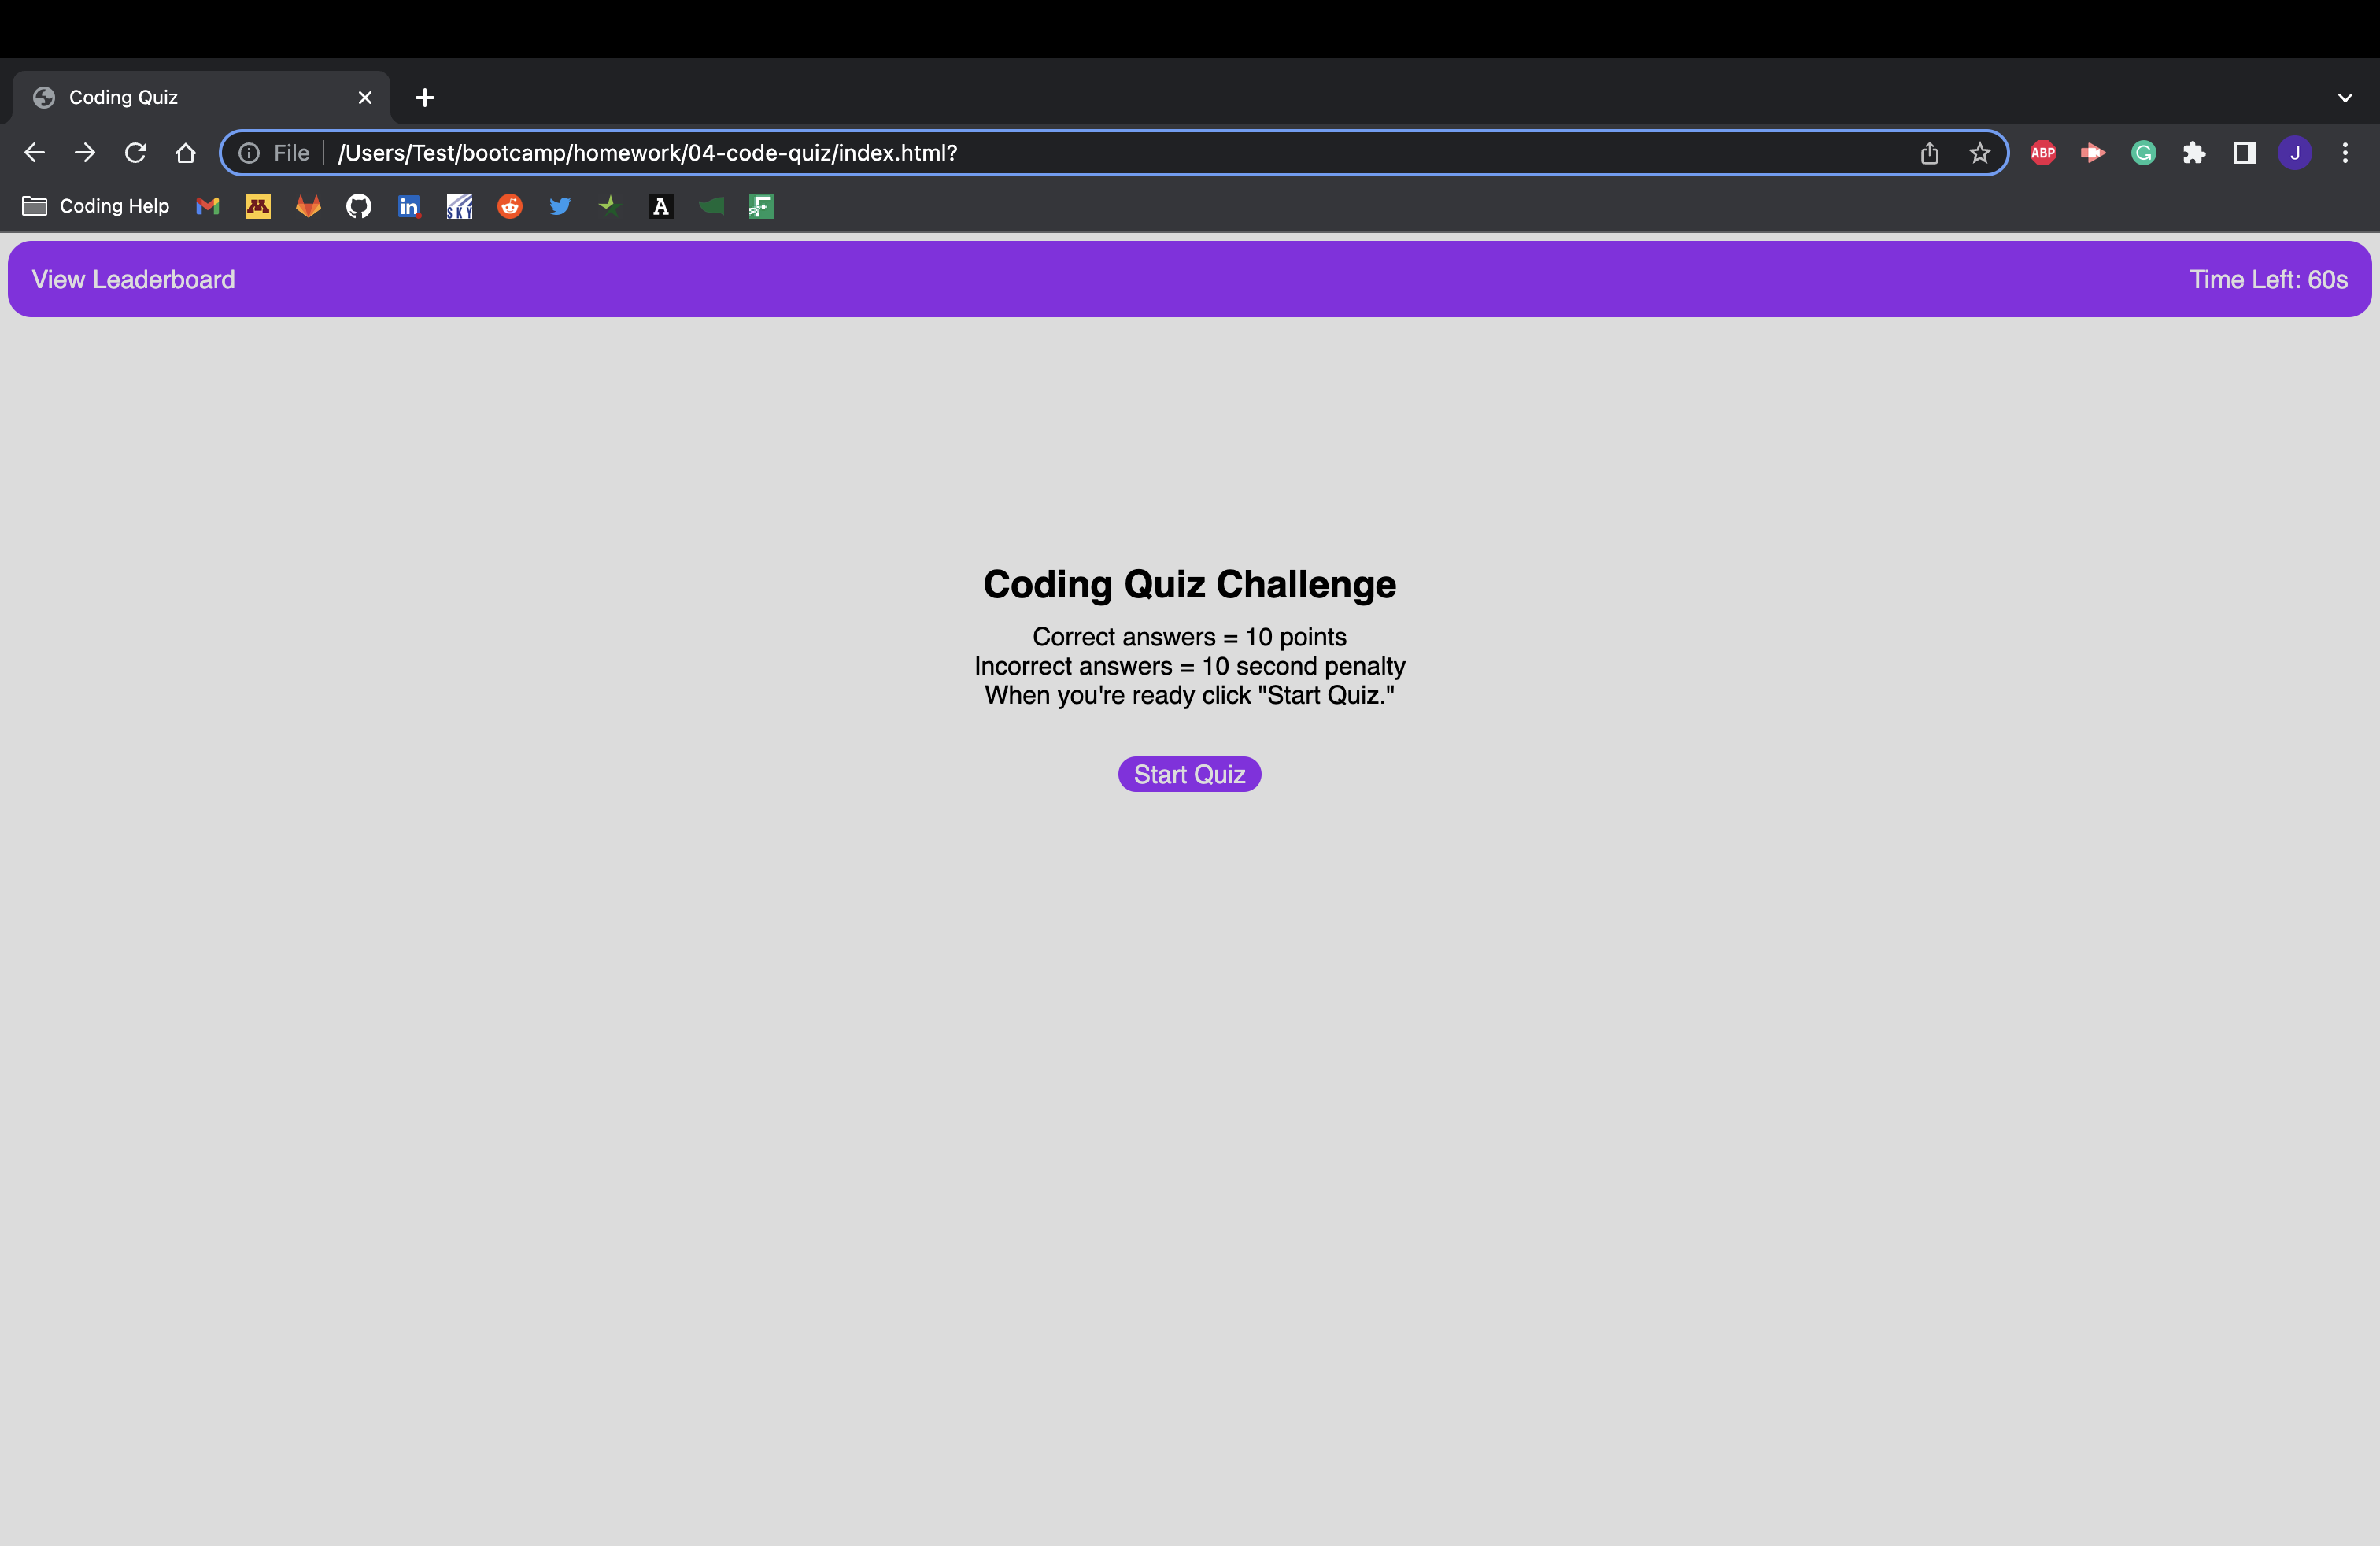 Coding Quiz
File /Users/Test/bootcamp/homework/04-code-quiz/index.html?
ABP
J
Coding Help
M
in
SKY
A
View Leaderboard
Time Left: 60s
Coding Quiz Challenge
Correct answers = 10 points
Incorrect answers = 10 second penalty
When you're ready click "Start Quiz."
Start Quiz